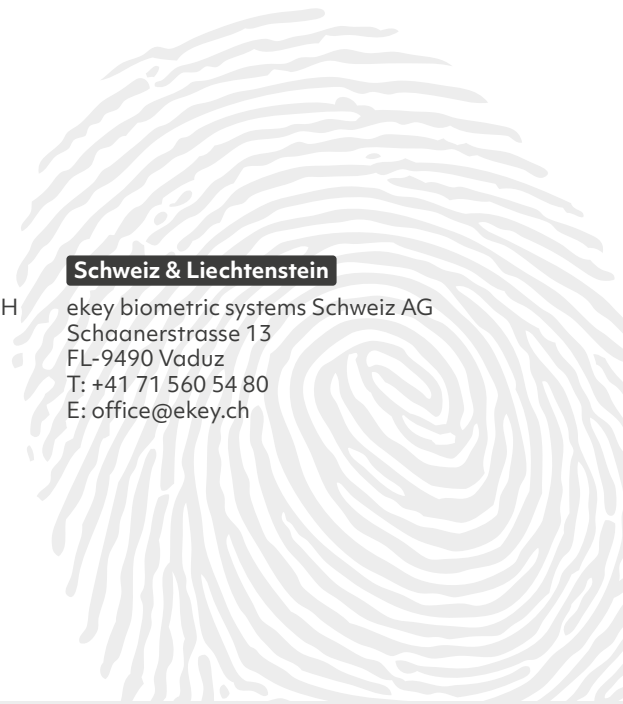 Schweiz & Liechtenstein
H
ekey biometric systems Schweiz AG
Schaanerstrasse 13
FL-9490 Vaduz
T: +41 71 560 54 80
E: office@ekey.ch